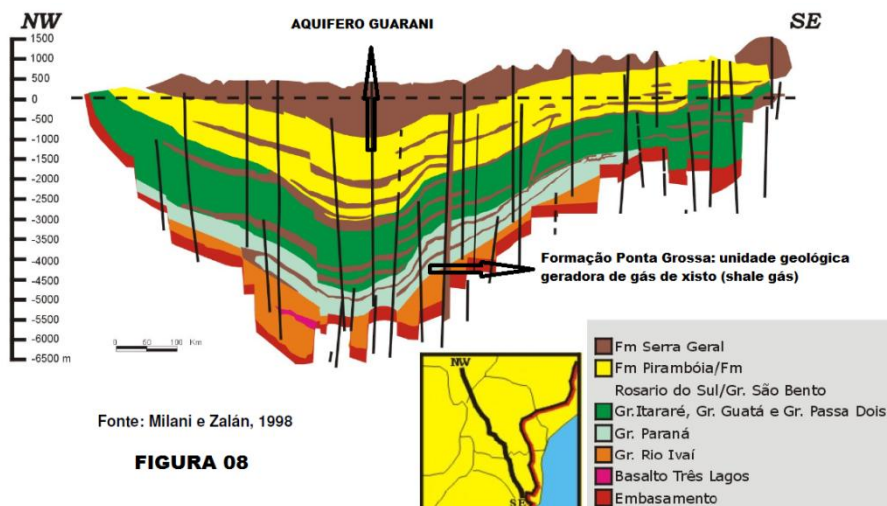 NW
AQUIFERO GUARANI
SE
1500
1000
500
0
-500
-1000
-1500
-2000
-2500
-3000
-3500
-4000
-4500
-5000
-5500
-6000
-6500 m
0 60 100 Km
Formação Ponta Grossa: unidade geológica
geradora de gás de xisto (shale gás)
Fonte: Milani e Zalán, 1998
FIGURA 08
NW
SE
Fm Serra Geral
Fm Pirambóia/Fm
Rosario do Sul/Gr. São Bento
Gr.Itararé, Gr. Guatá e Gr. Passa Dois
Gr. Paraná
Gr. Rio Ivaí
Basalto Três Lagos
Embasamento